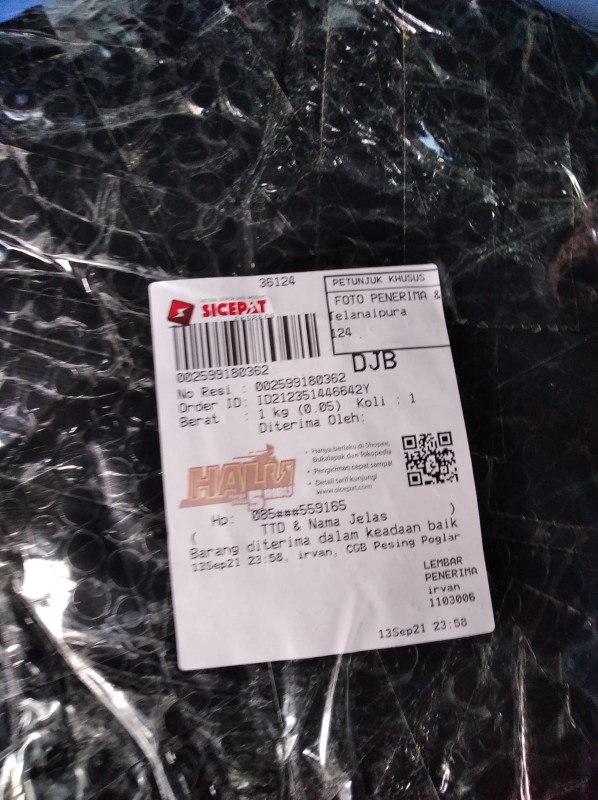 36124
PETUNJUK KHUSUS
SICEPAT
FOTO PENERIMA &
Telanaipura
124
DJB
002599180362
No Resi : 002599180362
Order ID: ID212351446642Y
Berat : 1 kg (0.05) Koli : 1
Diterima Oleh:
• Hanya berlaku di Shopee,
Bukalapak dan Tokopedia
• Pengiriman cepat sampai
• Detail tarif kunjungi
www.sicepat.com
HALU
5 RIBU
Hp: 085###559165
( TTD & Nama Jelas )
Barang diterima dalam keadaan baik
13Sep21 23:58, irvan, CGB Pesing Poglar
LEMBAR
PENERIMA
irvan
1103006
13Sep21 23:58